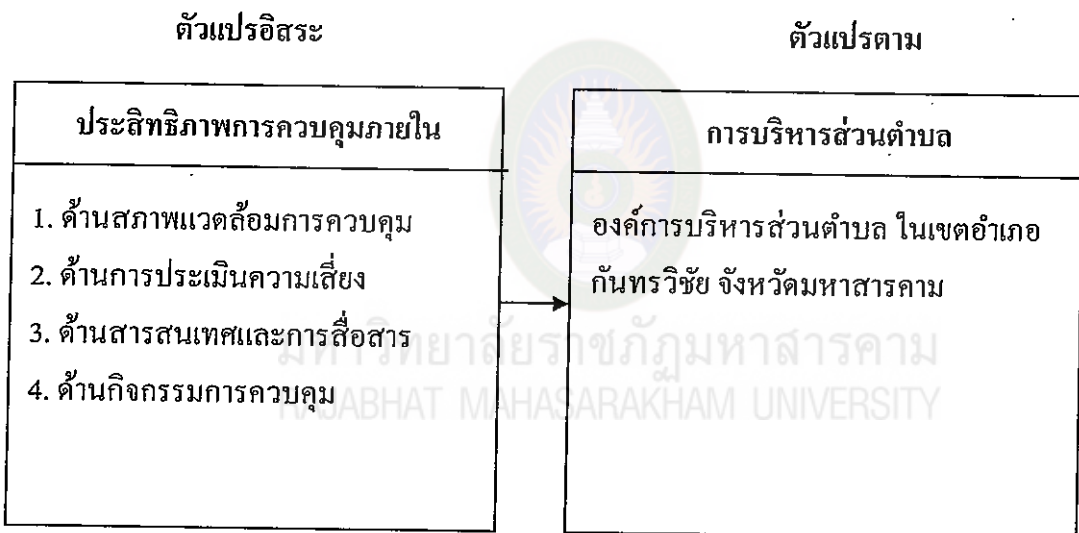 ตัวแปรอิสระ
ตัวแปรตาม
ประสิทธิภาพการควบคุมภายใน
1. ด้านสภาพแวดล้อมการควบคุม
2. ด้านการประเมินความเสี่ยง
3. ด้านสารสนเทศและการสื่อสาร
4. ด้านกิจกรรมการควบคุม
การบริหารส่วนตำบล
องค์การบริหารส่วนตำบล ในเขตอำเภอ
กันทรวิชัย จังหวัดมหาสารคาม
มหาวิทยาลัยราชภัฏมหาสารคาม
RAJABHAT MAHASARAKHAM UNIVERSITY